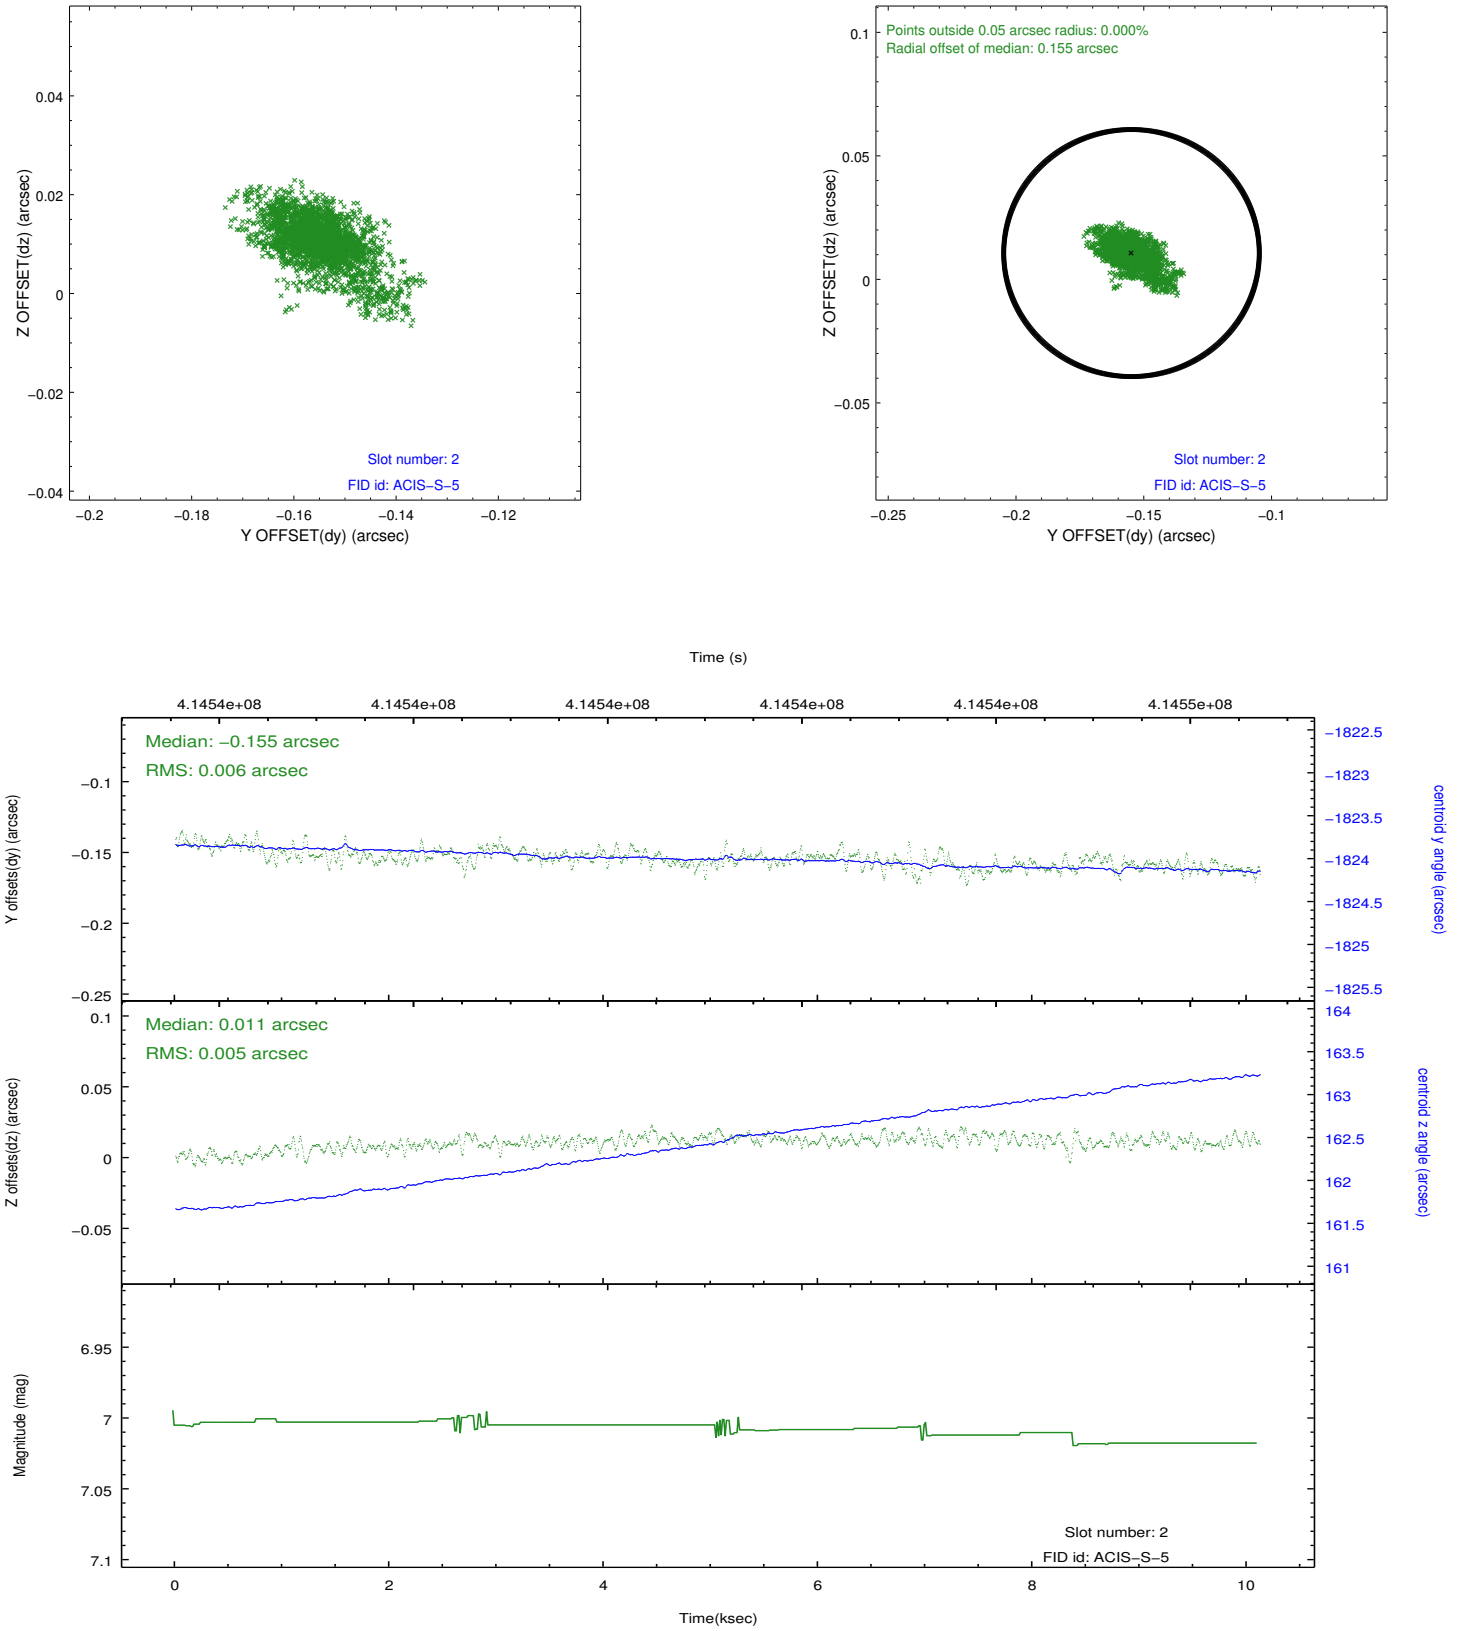 0.04
0.02
0
−0.02
−0.04
−0.2
−0.18
−0.16
−0.14
−0.12
Z OFFSET(dz) (arcsec)
Y OFFSET(dy) (arcsec)
Slot number: 2
FID id: ACIS−S−5
Points outside 0.05 arcsec radius: 0.000%
Radial offset of median: 0.155 arcsec
0.1
0.05
0
−0.05
−0.25
−0.2
−0.15
−0.1
Z OFFSET(dz) (arcsec)
Y OFFSET(dy) (arcsec)
Slot number: 2
FID id: ACIS−S−5
Time (s)
4.1454e+08
4.1454e+08
4.1454e+08
4.1454e+08
4.1454e+08
4.1455e+08
Median: −0.155 arcsec
RMS: 0.006 arcsec
−0.1
−0.15
−0.2
−0.25
Y offsets(dy) (arcsec)
−1822.5
−1823
−1823.5
−1824
−1824.5
−1825
−1825.5
centroid y angle (arcsec)
Median: 0.011 arcsec
RMS: 0.005 arcsec
0.1
0.05
0
−0.05
Z offsets(dz) (arcsec)
164
163.5
163
162.5
162
161.5
161
centroid z angle (arcsec)
6.95
7
7.05
7.1
Magnitude (mag)
Slot number: 2
FID id: ACIS−S−5
0
2
4
6
8
10
Time(ksec)